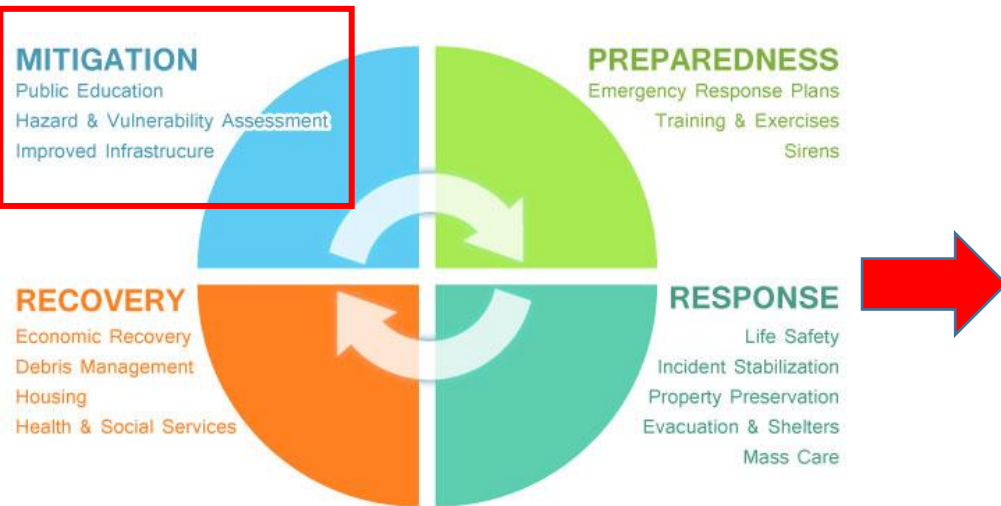 MITIGATION
Public Education
Hazard & Vulnerability Assessment
Improved Infrastrucure
PREPAREDNESS
Emergency Response Plans
Training & Exercises
Sirens
RECOVERY
Economic Recovery
Debris Management
Housing
Health & Social Services
RESPONSE
Life Safety
Incident Stabilization
Property Preservation
Evacuation & Shelters
Mass Care